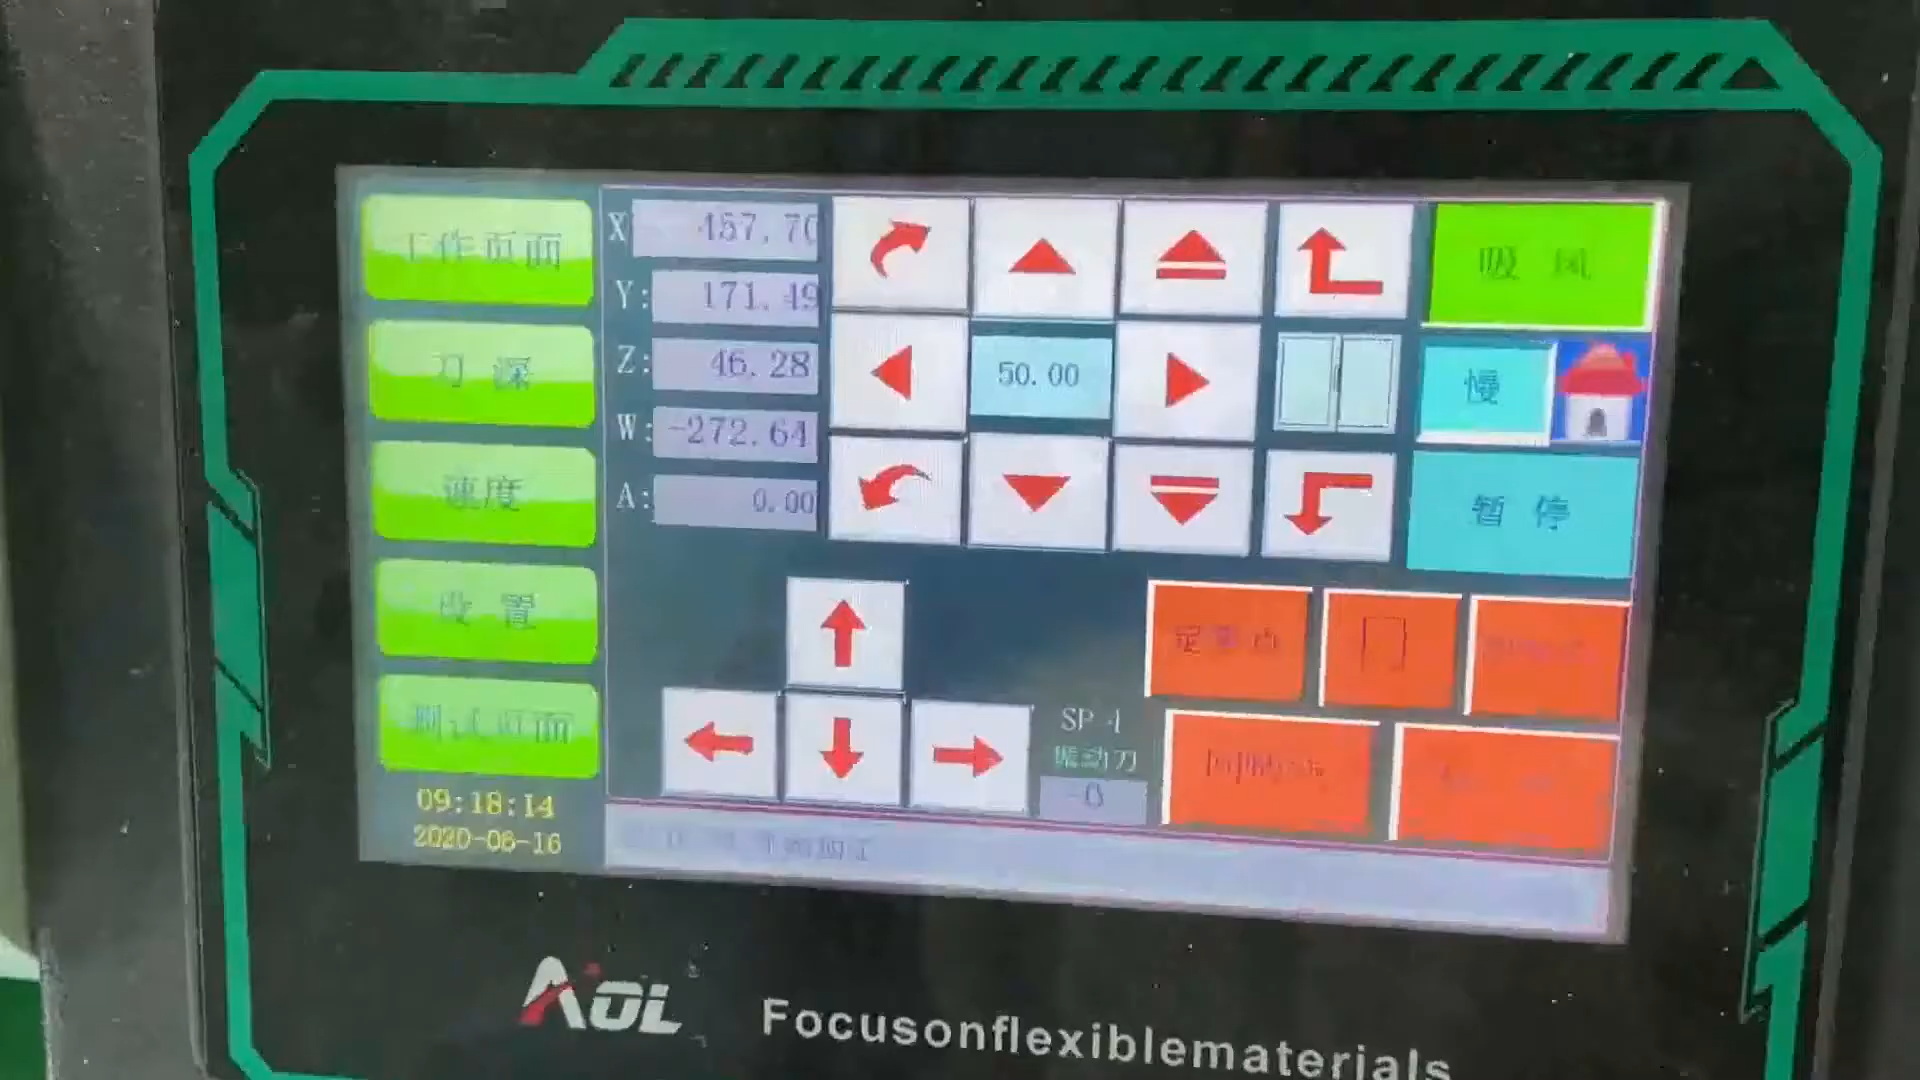 工作页面
刀 深
速度
设 置
测试页面
09:18:14
2020-06-16
X 457.70
Y: 171.49
Z: 46.28
W: -272.64
A: 0.00
50.00
吸 风
慢
暂 停
SP 4
振动刀
0
AOL
Focusonflexiblematerials